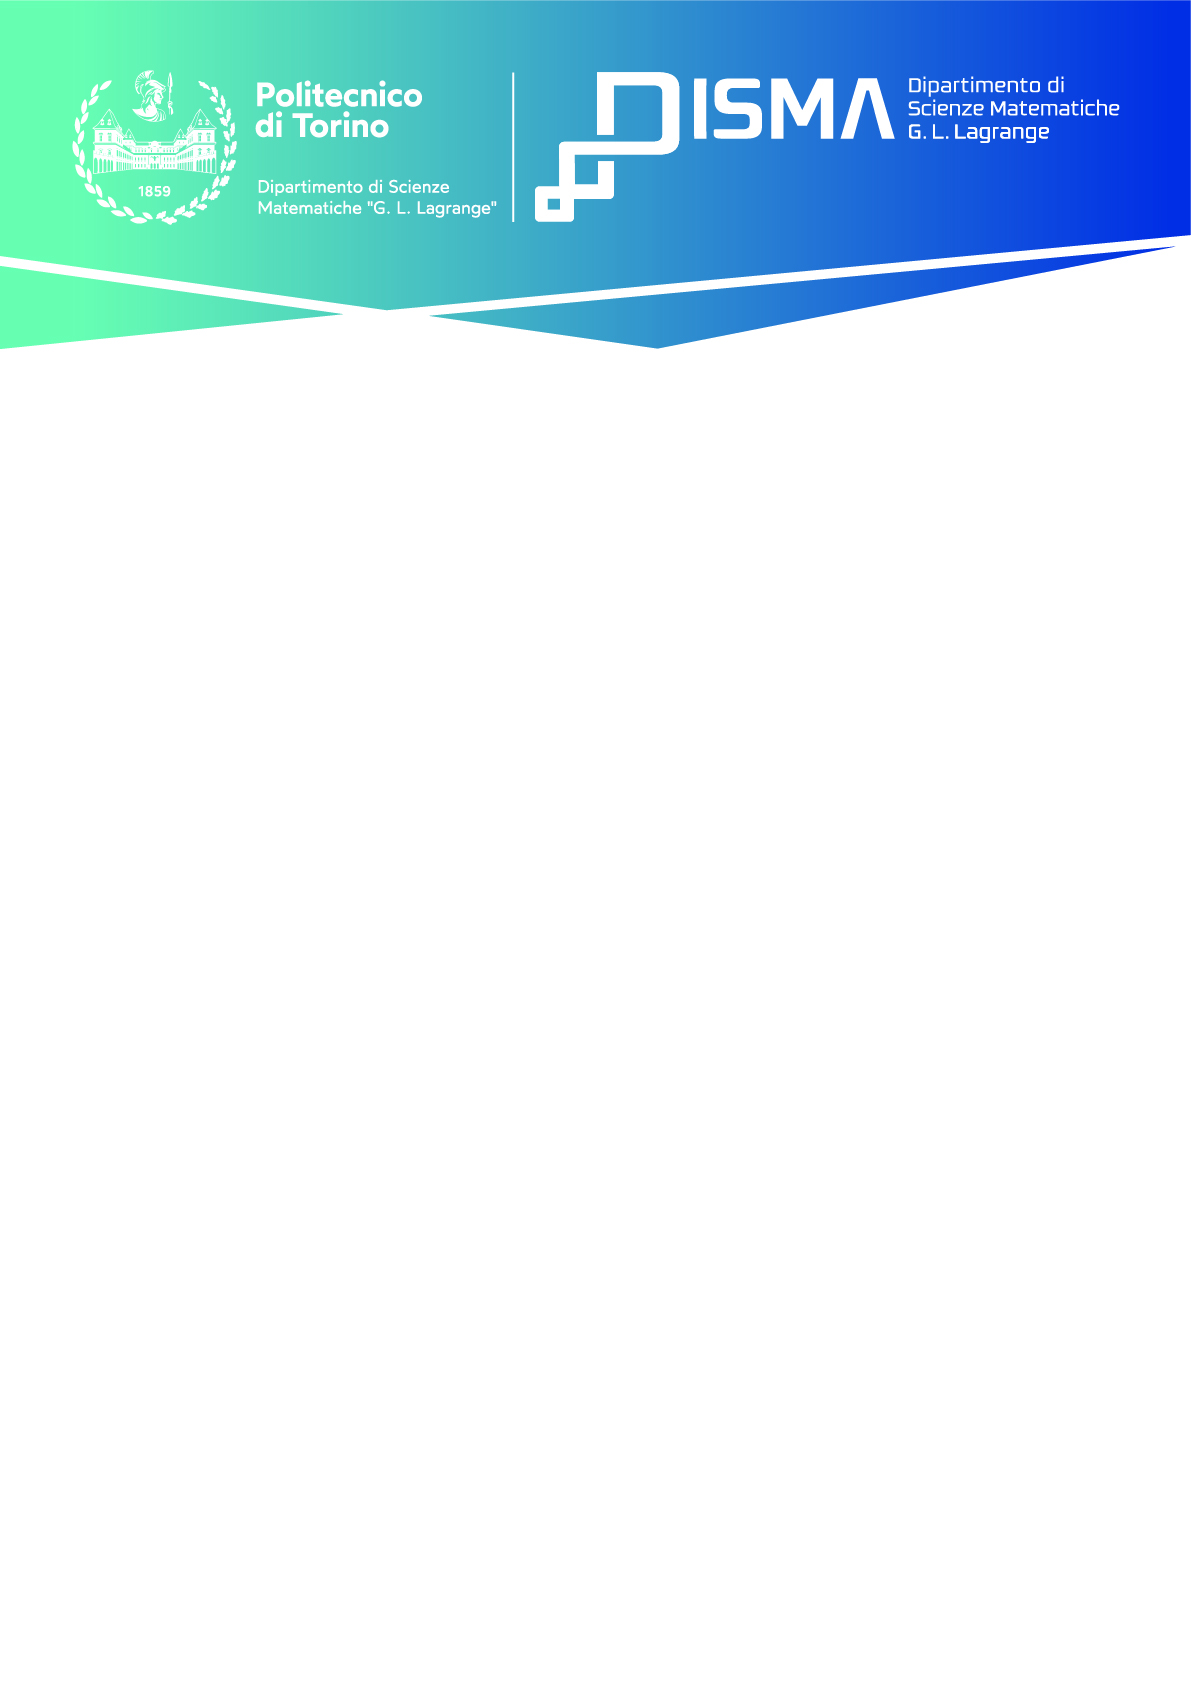 Politecnico
di Torino
Dipartimento di Scienze
Matematiche "G. L. Lagrange"
1859
DISMA
Dipartimento di
Scienze Matematiche
G. L. Lagrange